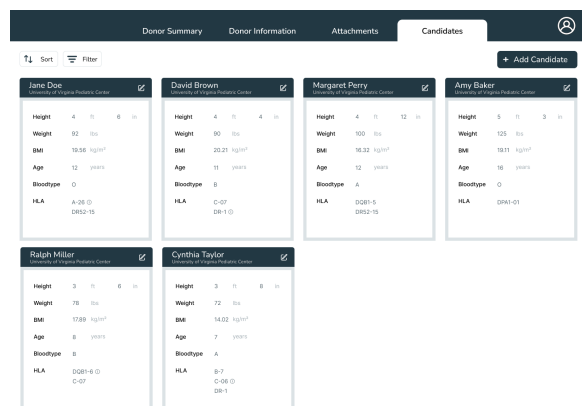 Donor Summary Donor Information Attachments Candidates
Sort Filter + Add Candidate
Jane Doe
University of Virginia Pediatric Center
Height 4 ft 6 in
Weight 92 lbs
BMI 19.56 kg/m²
Age 12 years
Bloodtype O
HLA A-26
DR52-15
David Brown
University of Virginia Pediatric Center
Height 4 ft 4 in
Weight 90 lbs
BMI 20.21 kg/m²
Age 11 years
Bloodtype B
HLA C-07
DR-1
Margaret Perry
University of Virginia Pediatric Center
Height 4 ft 12 in
Weight 100 lbs
BMI 16.32 kg/m²
Age 12 years
Bloodtype A
HLA DQB1-5
DR52-15
Amy Baker
University of Virginia Pediatric Center
Height 5 ft 3 in
Weight 125 lbs
BMI 19.11 kg/m²
Age 16 years
Bloodtype O
HLA DPA1-01
Ralph Miller
University of Virginia Pediatric Center
Height 3 ft 8 in
Weight 78 lbs
BMI 17.89 kg/m²
Age 8 years
Bloodtype B
HLA DQB1-6
C-07
Cynthia Taylor
University of Virginia Pediatric Center
Height 3 ft 8 in
Weight 72 lbs
BMI 14.02 kg/m²
Age 7 years
Bloodtype A
HLA B-7
C-06
DR-1